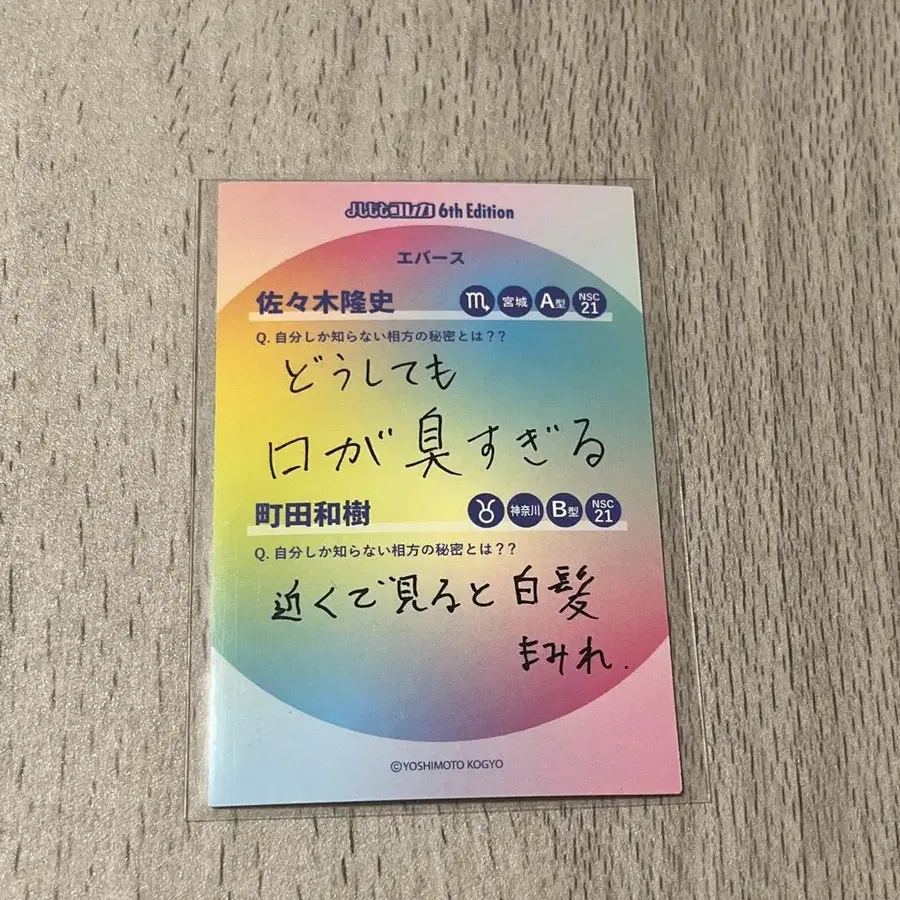 よしもとコレカ 6th Edition
エバース
佐々木隆史 ♏ 宮城 A型 NSC21
Q. 自分しか知らない相方の秘密とは??
どうしても
口が臭すぎる
町田和樹 ♉ 神奈川 B型 NSC21
Q. 自分しか知らない相方の秘密とは??
近くで見ると白髪
まみれ.
©YOSHIMOTO KOGYO